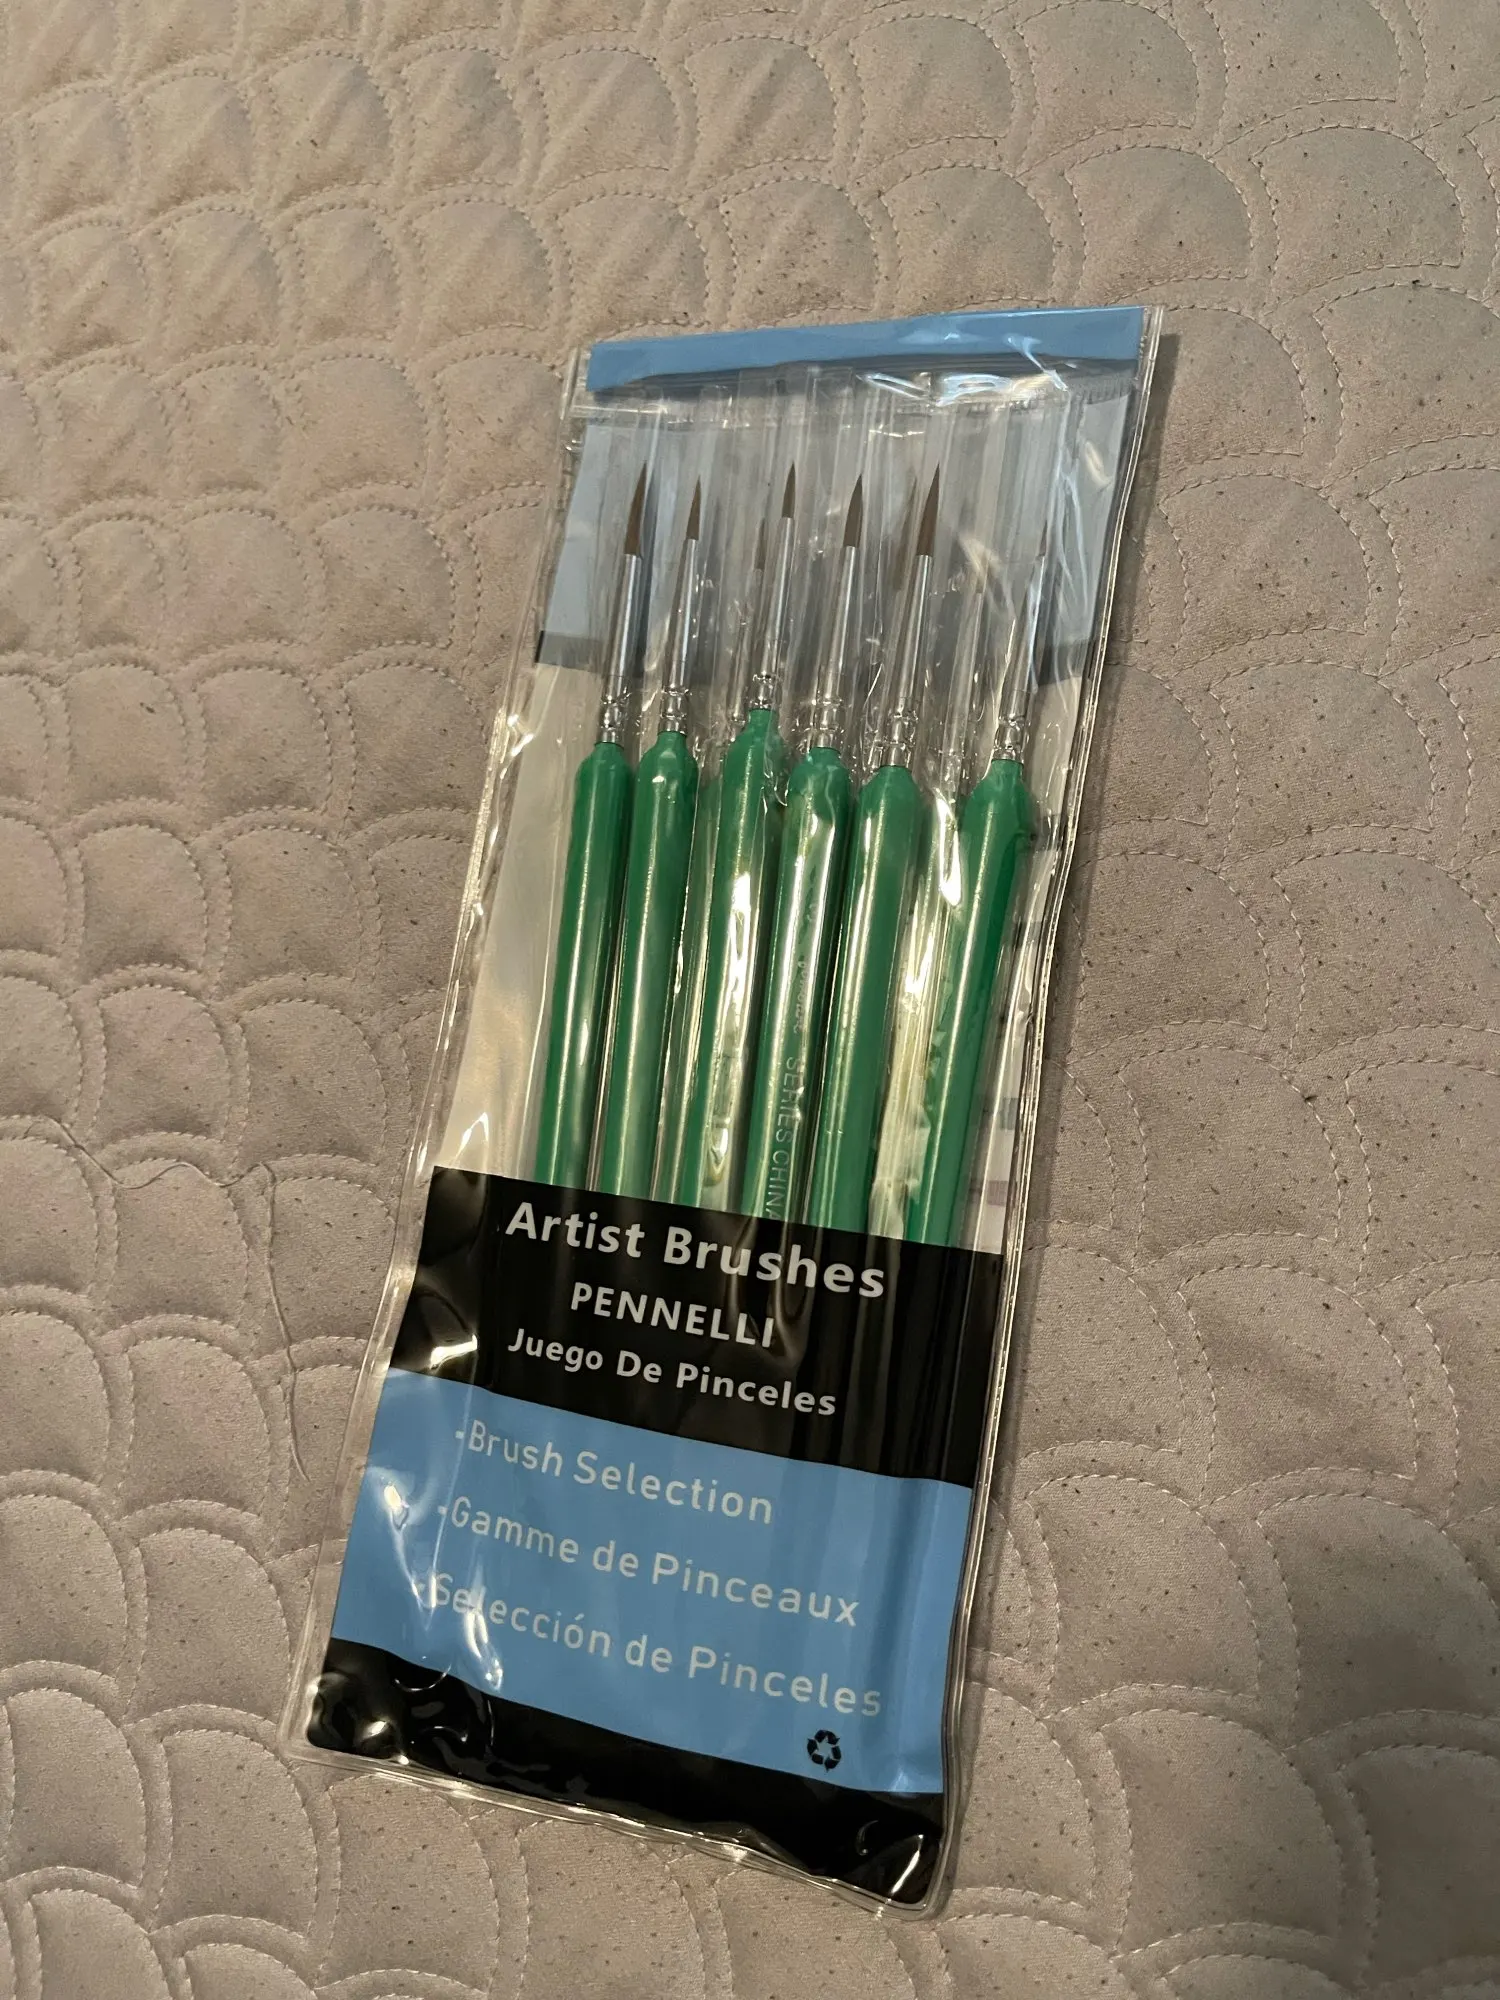 SERIES CHINA
Artist Brushes
PENNELLI
Juego De Pinceles
·Brush Selection
·Gamme de Pinceaux
·Selección de Pinceles